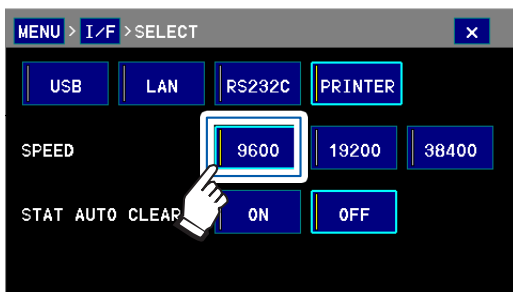 MENU > I/F > SELECT ×
USB LAN RS232C PRINTER
SPEED 9600 19200 38400
STAT AUTO CLEAR ON OFF